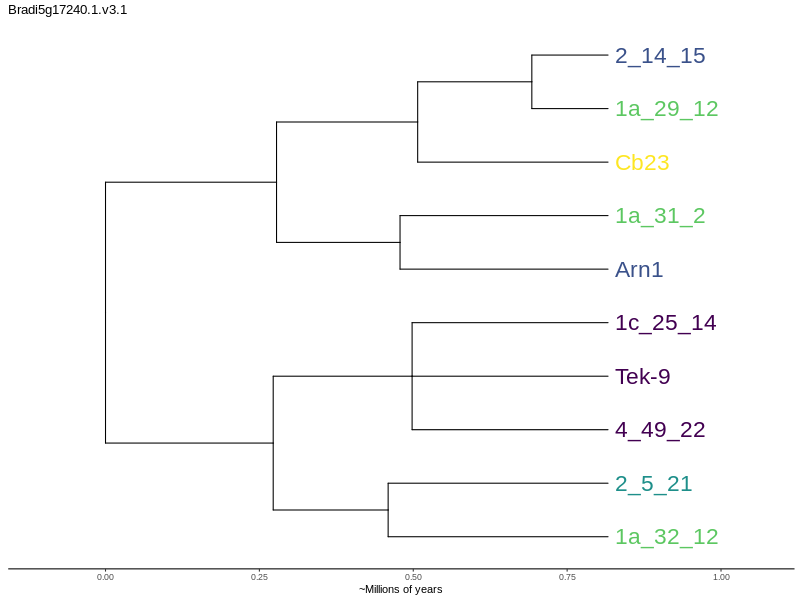 Bradi5g17240.1.v3.1
2_14_15
1a_29_12
Cb23
1a_31_2
Arn1
1c_25_14
Tek-9
4_49_22
2_5_21
1a_32_12
0.00 0.25 0.50 0.75 1.00
~Millions of years